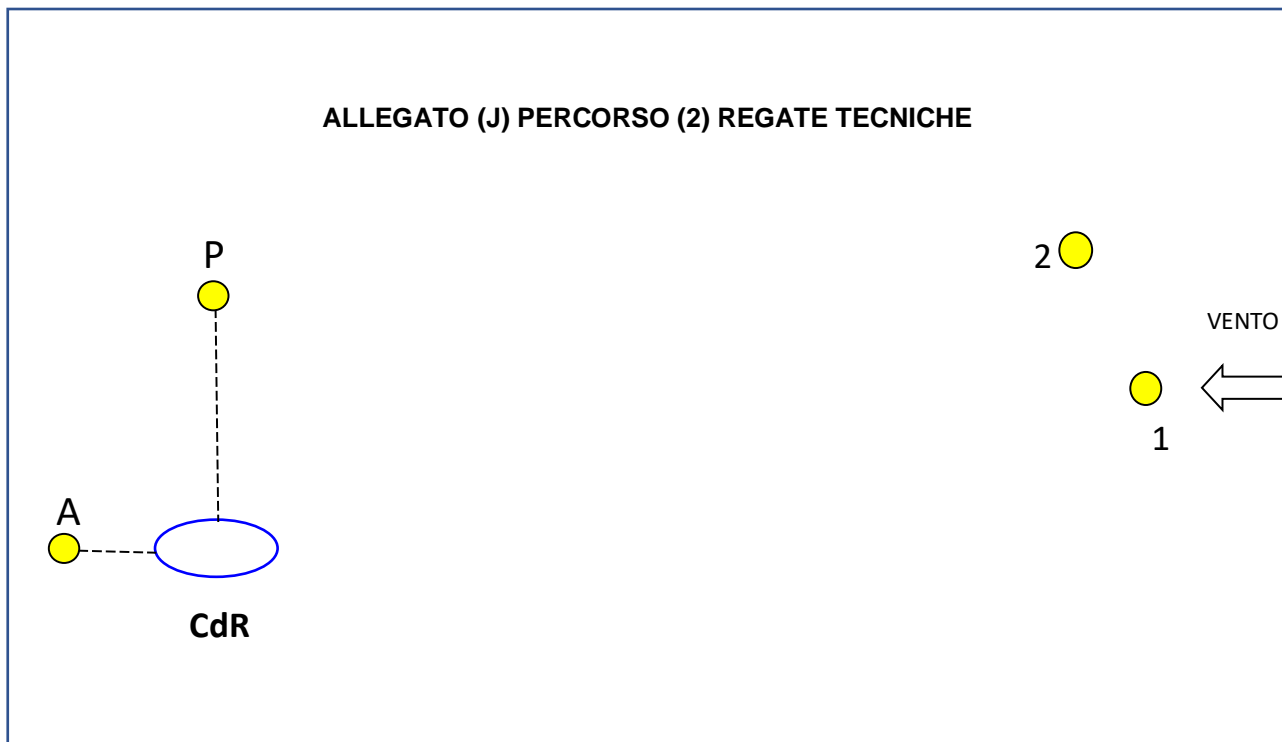 ALLEGATO (J) PERCORSO (2) REGATE TECNICHE
P
2
VENTO
1
A
CdR